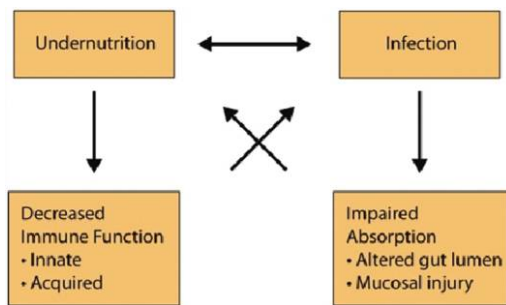 Undernutrition
Infection
Decreased
Immune Function
• Innate
• Acquired
Impaired
Absorption
• Altered gut lumen
• Mucosal injury